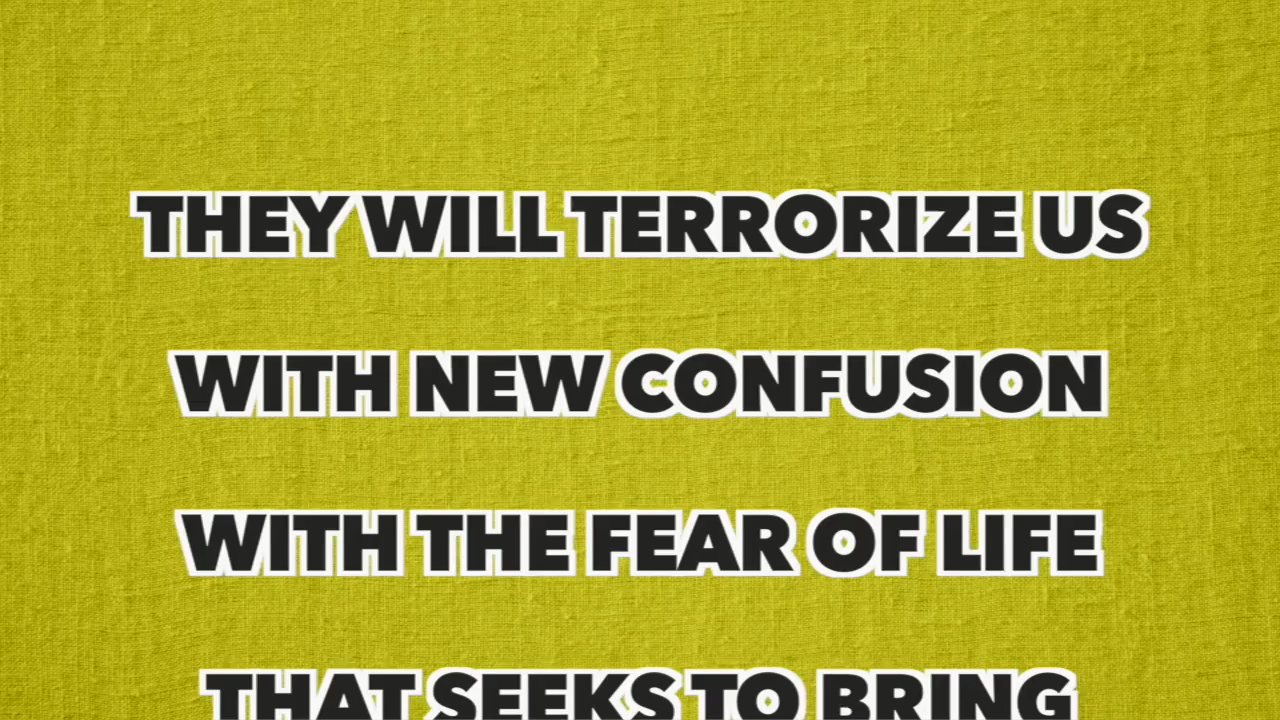 THEY WILL TERRORIZE US
WITH NEW CONFUSION
WITH THE FEAR OF LIFE
THAT SEEKS TO BRING